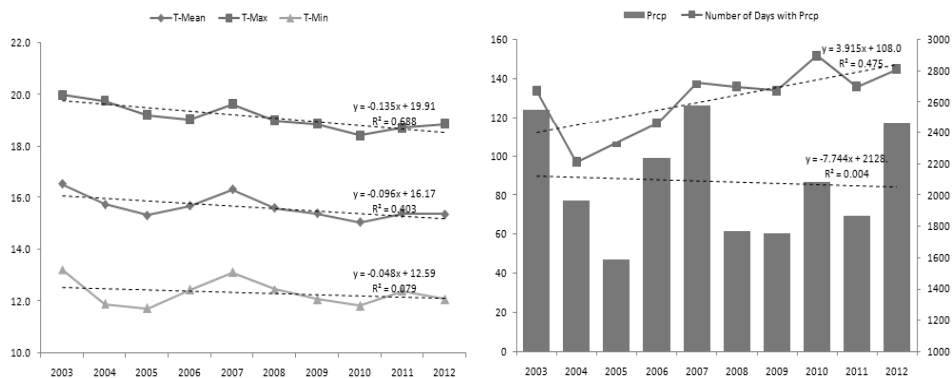 T-Mean T-Max T-Min
22.0
20.0
18.0
16.0
14.0
12.0
10.0
y = -0.135x + 19.91
R² = 0.688
y = -0.096x + 16.17
R² = 0.403
y = -0.048x + 12.59
R² = 0.079
2003 2004 2005 2006 2007 2008 2009 2010 2011 2012
Prcp Number of Days with Prcp
160
140
120
100
80
60
40
20
0
y = 3.915x + 108.0
R² = 0.475
y = -7.744x + 2128.
R² = 0.004
3000
2800
2600
2400
2200
2000
1800
1600
1400
1200
1000
2003 2004 2005 2006 2007 2008 2009 2010 2011 2012